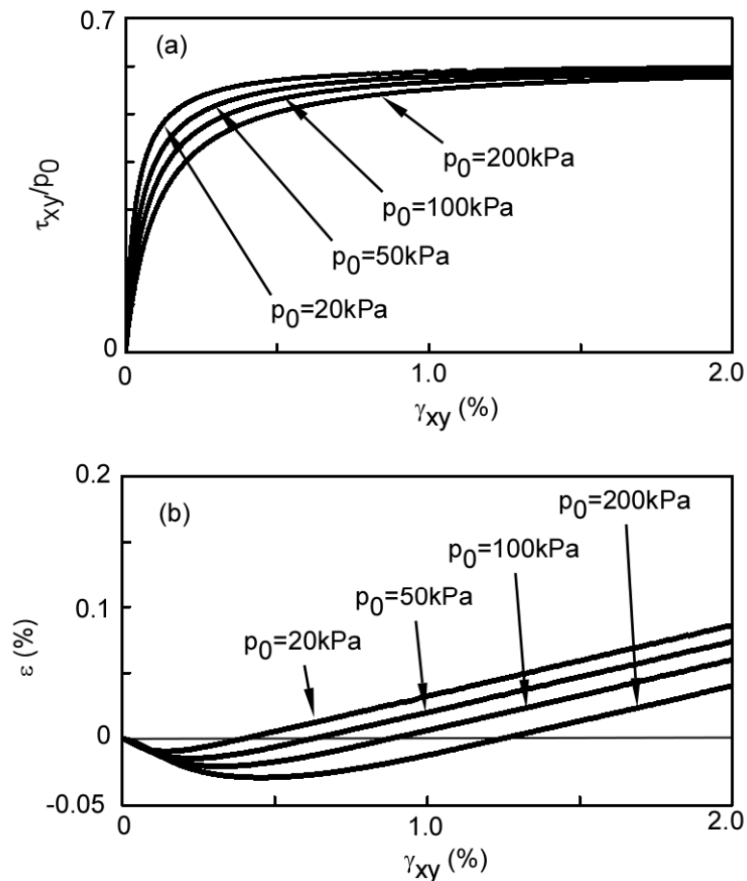 0.7
(a)
τxy/p0
p0=200kPa
p0=100kPa
p0=50kPa
p0=20kPa
0
0
1.0
2.0
γxy (%)
0.2
(b)
p0=200kPa
p0=100kPa
p0=50kPa
p0=20kPa
0.1
ε (%)
0
-0.05
0
1.0
2.0
γxy (%)